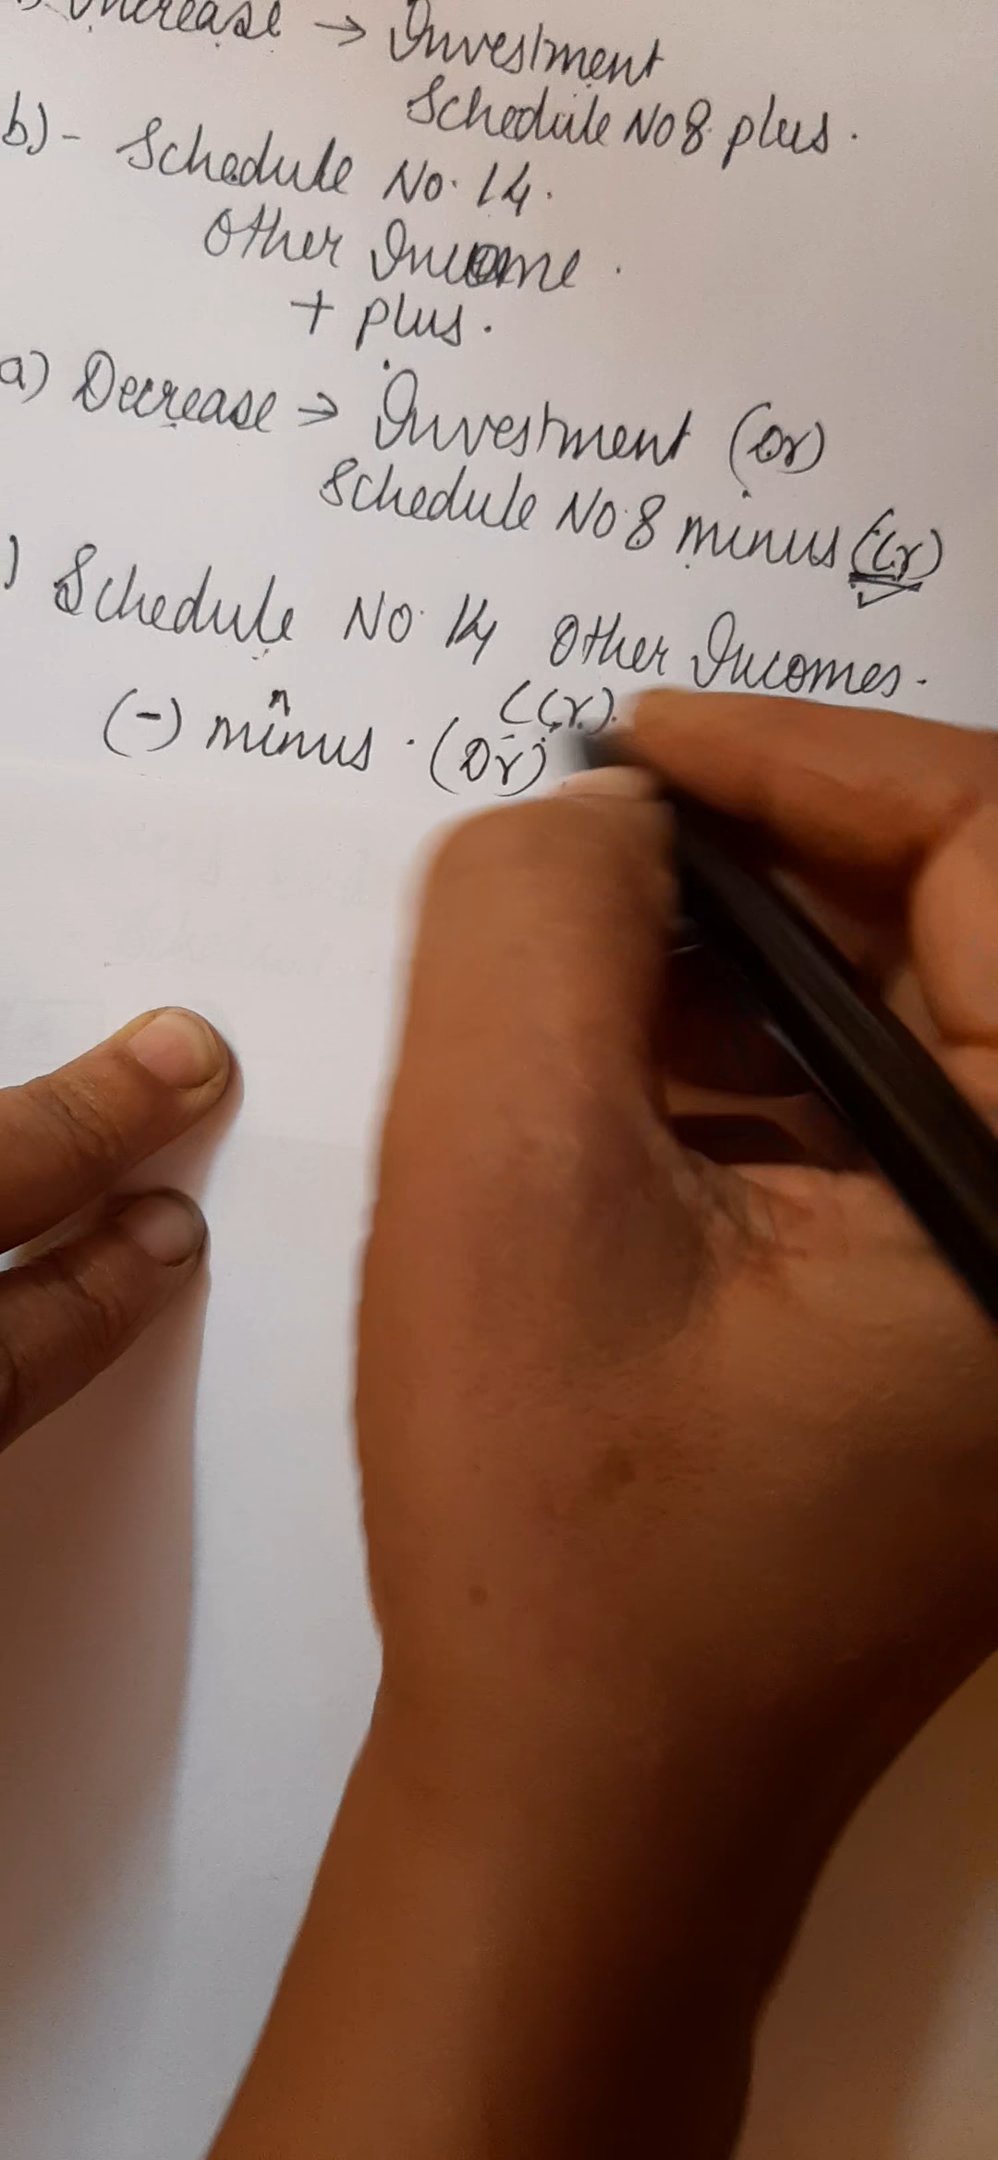 ) Increase → Investment
Schedule No 8 plus.
b)- Schedule No. 14.
Other Income.
+ plus.
a) Decrease → Investment (Dr)
Schedule No 8 minus (Cr)
) Schedule No 14 Other Incomes.
(Cr).
(-) minus. (Dr)